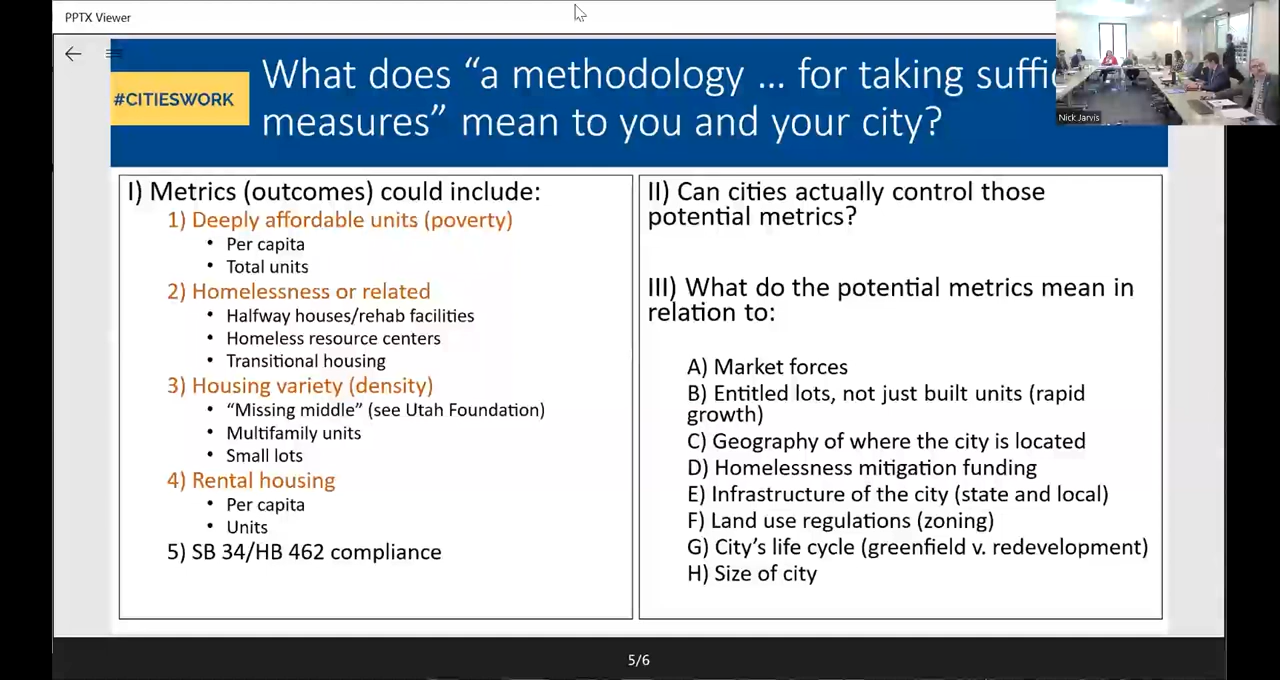 PPTX Viewer
#CITIESWORK
What does “a methodology ... for taking suffic
measures” mean to you and your city?
Nick Jarvis
I) Metrics (outcomes) could include:
1) Deeply affordable units (poverty)
• Per capita
• Total units
2) Homelessness or related
• Halfway houses/rehab facilities
• Homeless resource centers
• Transitional housing
3) Housing variety (density)
• “Missing middle” (see Utah Foundation)
• Multifamily units
• Small lots
4) Rental housing
• Per capita
• Units
5) SB 34/HB 462 compliance
II) Can cities actually control those
potential metrics?
III) What do the potential metrics mean in
relation to:
A) Market forces
B) Entitled lots, not just built units (rapid
growth)
C) Geography of where the city is located
D) Homelessness mitigation funding
E) Infrastructure of the city (state and local)
F) Land use regulations (zoning)
G) City’s life cycle (greenfield v. redevelopment)
H) Size of city
5/6